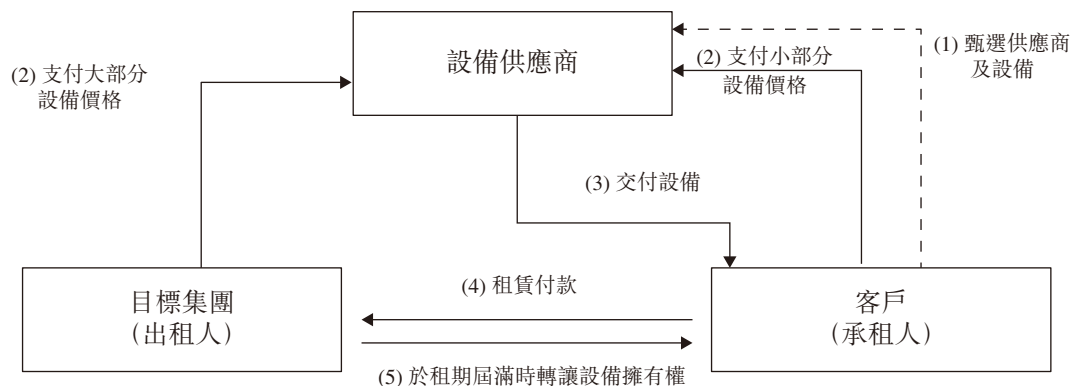 (1) 甄選供應商
及設備
設備供應商
(2) 支付大部分
設備價格
(2) 支付小部分
設備價格
(3) 交付設備
目標集團
（出租人）
(4) 租賃付款
客戶
（承租人）
(5) 於租期屆滿時轉讓設備擁有權